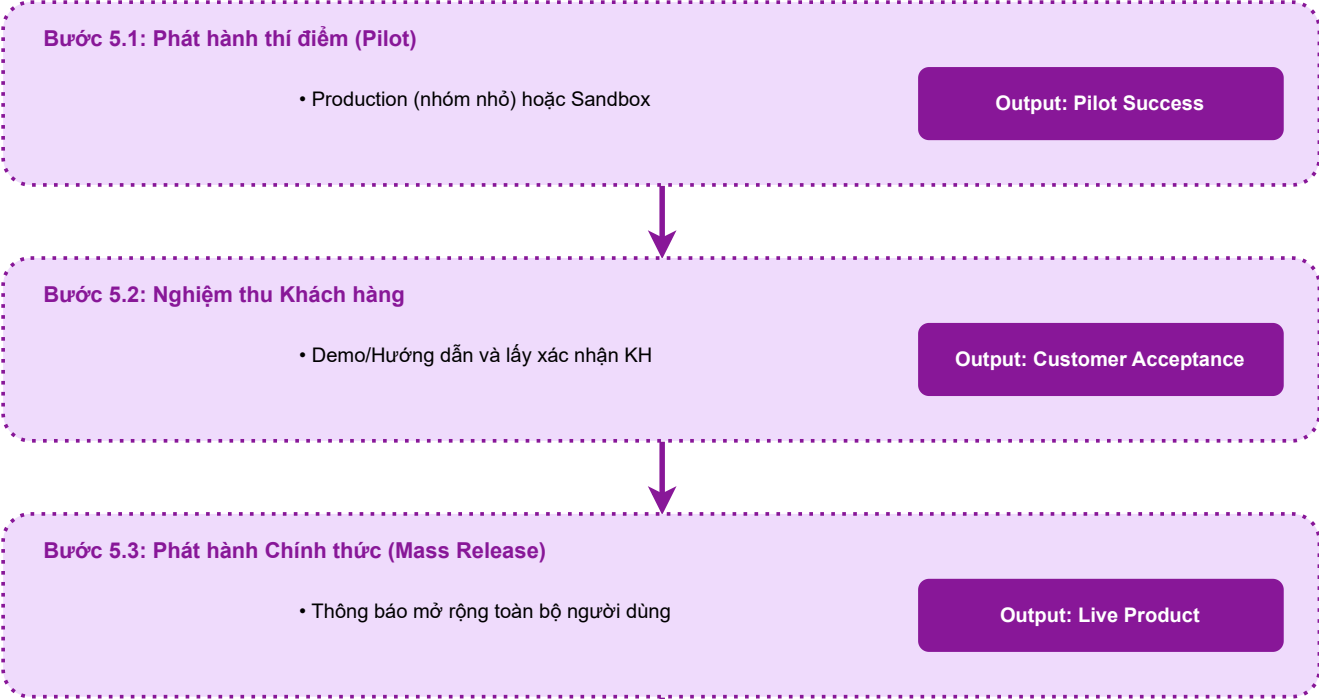 Bước 5.1: Phát hành thí điểm (Pilot)
• Production (nhóm nhỏ) hoặc Sandbox
Output: Pilot Success
Bước 5.2: Nghiệm thu Khách hàng
• Demo/Hướng dẫn và lấy xác nhận KH
Output: Customer Acceptance
Bước 5.3: Phát hành Chính thức (Mass Release)
• Thông báo mở rộng toàn bộ người dùng
Output: Live Product